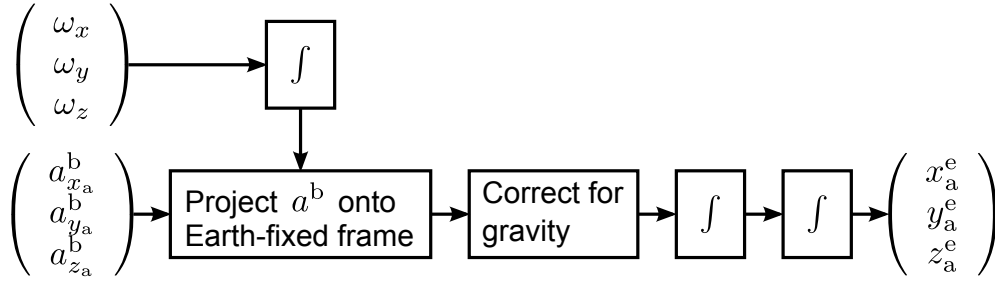 ω_x
ω_y
ω_z
∫
a^b_{x_a}
a^b_{y_a}
a^b_{z_a}
Project a^b onto
Earth-fixed frame
Correct for
gravity
∫
∫
x^e_a
y^e_a
z^e_a